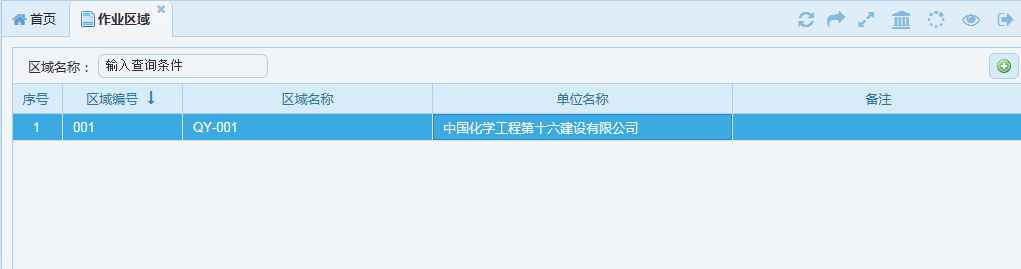 首页 作业区域
区域名称： 输入查询条件
序号 区域编号 区域名称 单位名称 备注
1 001 QY-001 中国化学工程第十六建设有限公司